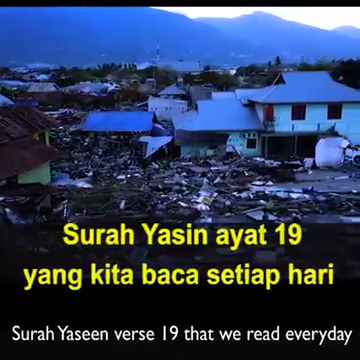 Surah Yasin ayat 19
yang kita baca setiap hari
Surah Yaseen verse 19 that we read everyday